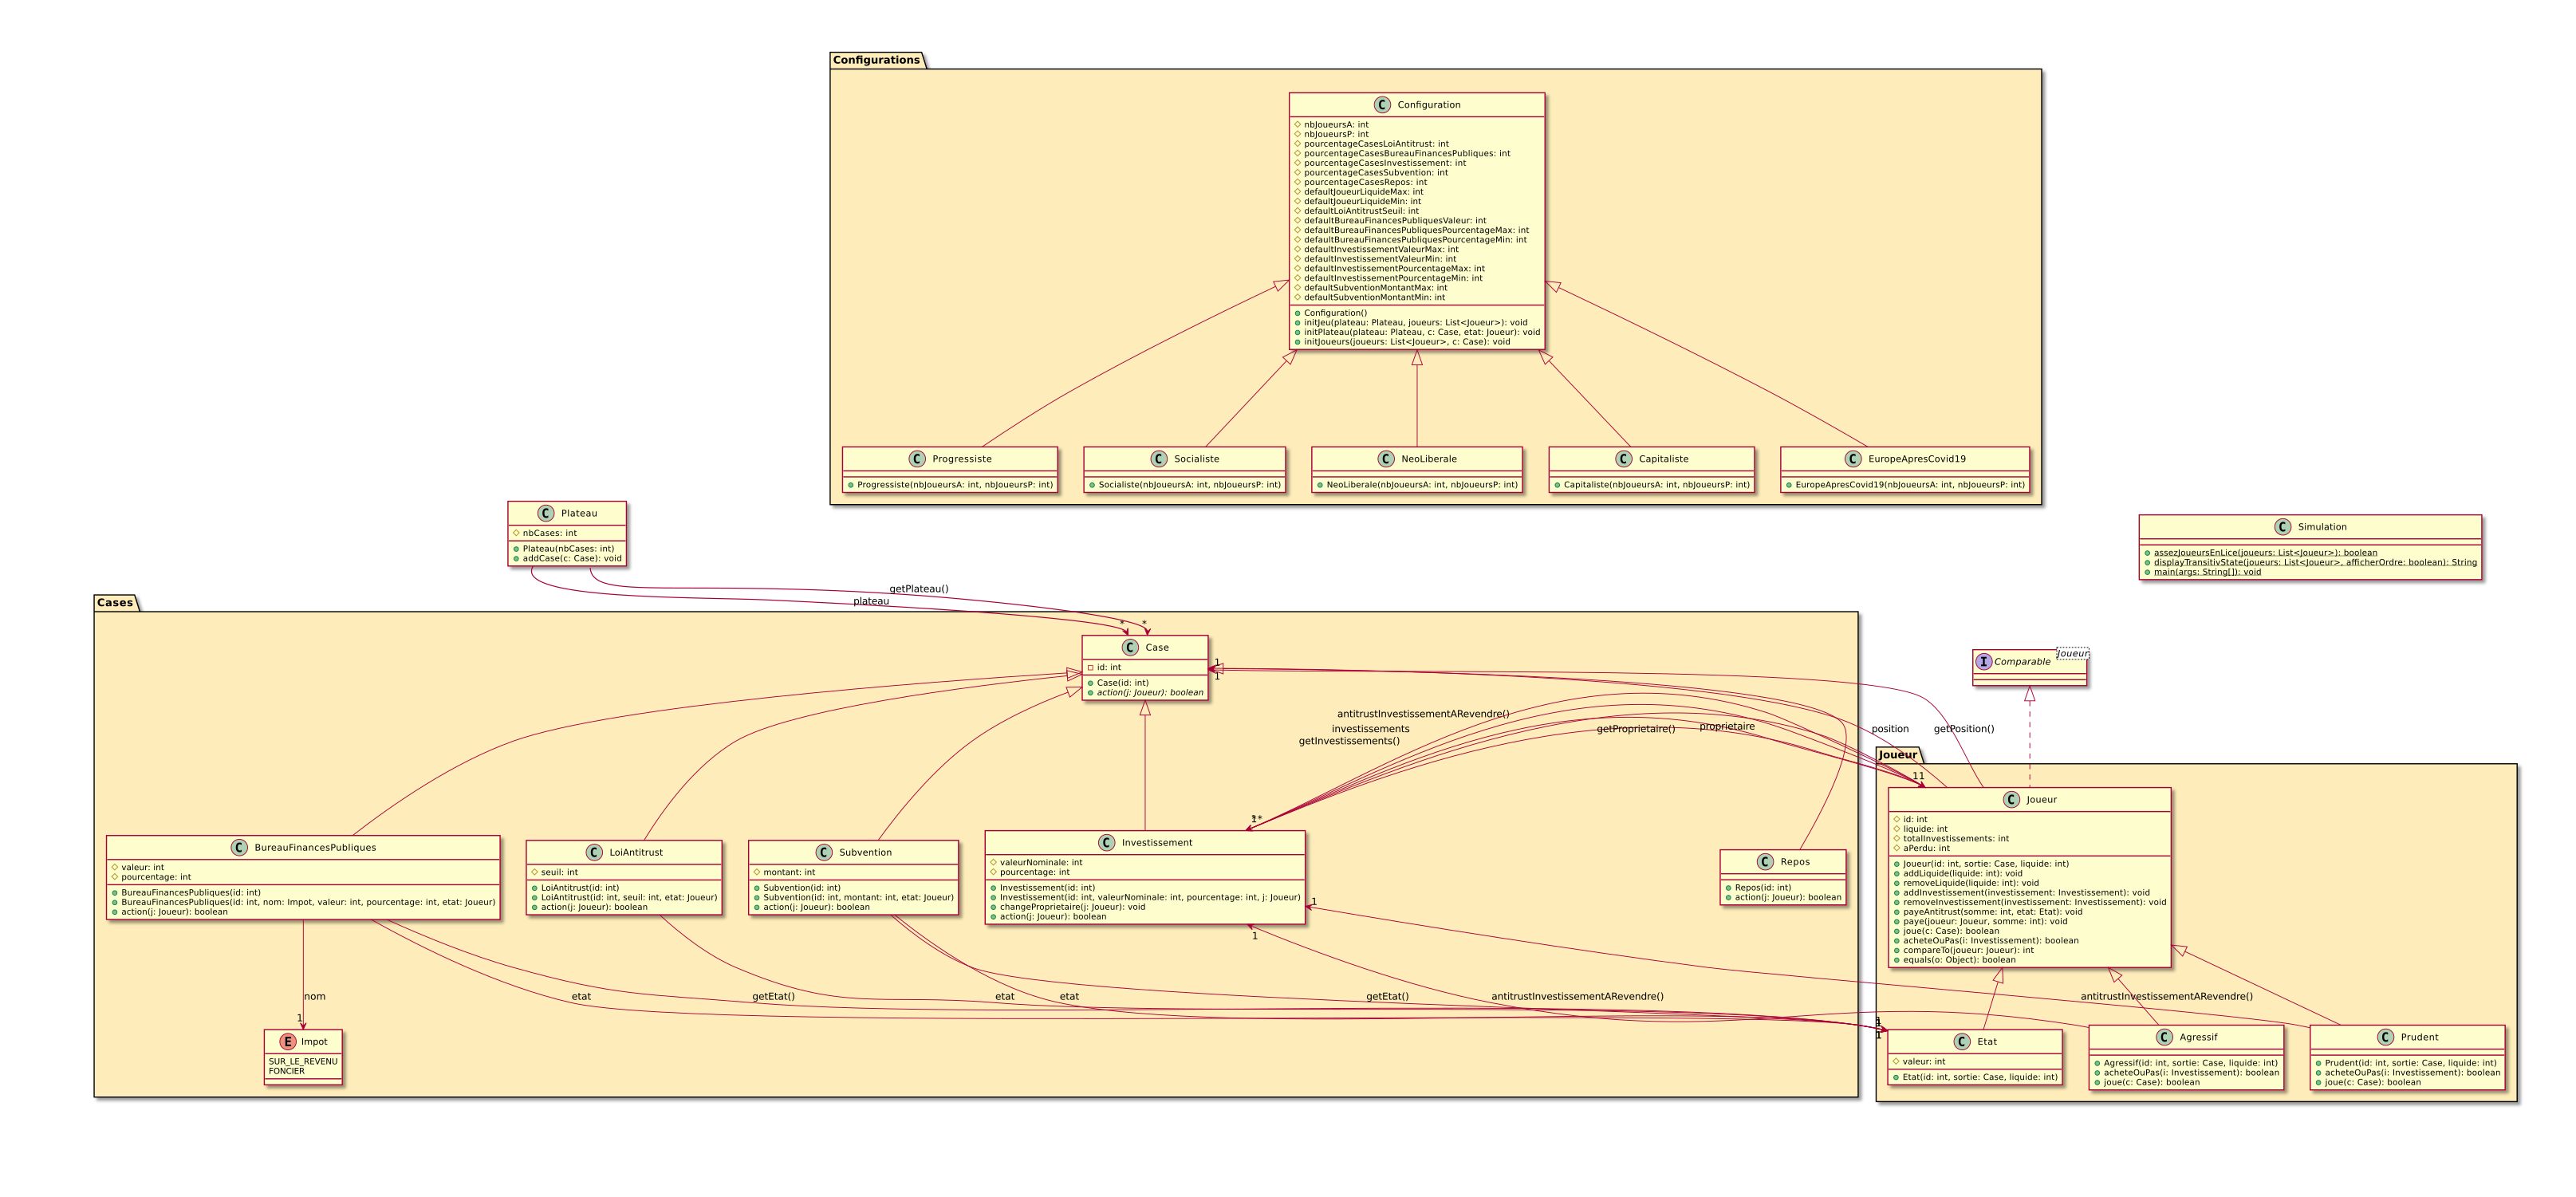 Configurations
Configuration
nbJoueursA: int
nbJoueursP: int
pourcentageCasesLoiAntitrust: int
pourcentageCasesBureauFinancesPubliques: int
pourcentageCasesInvestissement: int
pourcentageCasesSubvention: int
pourcentageCasesRepos: int
defaultJoueurLiquideMax: int
defaultJoueurLiquideMin: int
defaultLoiAntitrustSeuil: int
defaultBureauFinancesPubliquesValeur: int
defaultBureauFinancesPubliquesPourcentageMax: int
defaultBureauFinancesPubliquesPourcentageMin: int
defaultInvestissementValeurMax: int
defaultInvestissementValeurMin: int
defaultInvestissementPourcentageMax: int
defaultInvestissementPourcentageMin: int
defaultSubventionMontantMax: int
defaultSubventionMontantMin: int
Configuration()
initJeu(plateau: Plateau, joueurs: List<Joueur>): void
initPlateau(plateau: Plateau, c: Case, etat: Joueur): void
initJoueurs(joueurs: List<Joueur>, c: Case): void
C Progressiste
Progressiste(nbJoueursA: int, nbJoueursP: int)
C Socialiste
Socialiste(nbJoueursA: int, nbJoueursP: int)
C NeoLiberale
NeoLiberale(nbJoueursA: int, nbJoueursP: int)
C Capitaliste
Capitaliste(nbJoueursA: int, nbJoueursP: int)
C EuropeApresCovid19
EuropeApresCovid19(nbJoueursA: int, nbJoueursP: int)
C Plateau
nbCases: int
Plateau(nbCases: int)
addCase(c: Case): void
C Simulation
assezJoueursEnLice(joueurs: List<Joueur>): boolean
displayTransitivState(joueurs: List<Joueur>, afficherOrdre: boolean): String
main(args: String[]): void
getPlateau()
plateau
Cases
* *
C Case
id: int
Case(id: int)
action(j: Joueur): boolean
1
1
I Comparable Joueur
antitrustInvestissementARevendre()
investissements
getInvestissements()
getProprietaire()
proprietaire
position
getPosition()
Joueur
11
1*
C BureauFinancesPubliques
valeur: int
pourcentage: int
BureauFinancesPubliques(id: int)
BureauFinancesPubliques(id: int, nom: Impot, valeur: int, pourcentage: int, etat: Joueur)
action(j: Joueur): boolean
C LoiAntitrust
seuil: int
LoiAntitrust(id: int)
LoiAntitrust(id: int, seuil: int, etat: Joueur)
action(j: Joueur): boolean
C Subvention
montant: int
Subvention(id: int)
Subvention(id: int, montant: int, etat: Joueur)
action(j: Joueur): boolean
C Investissement
valeurNominale: int
pourcentage: int
Investissement(id: int)
Investissement(id: int, valeurNominale: int, pourcentage: int, j: Joueur)
changeProprietaire(j: Joueur): void
action(j: Joueur): boolean
1
1
C Repos
Repos(id: int)
action(j: Joueur): boolean
C Joueur
id: int
liquide: int
totalInvestissements: int
aPerdu: int
Joueur(id: int, sortie: Case, liquide: int)
addLiquide(liquide: int): void
removeLiquide(liquide: int): void
addInvestissement(investissement: Investissement): void
removeInvestissement(investissement: Investissement): void
payeAntitrust(somme: int, etat: Etat): void
paye(joueur: Joueur, somme: int): void
joue(c: Case): boolean
acheteOuPas(i: Investissement): boolean
compareTo(joueur: Joueur): int
equals(o: Object): boolean
nom
etat
getEtat()
etat
etat
getEtat()
antitrustInvestissementARevendre()
antitrustInvestissementARevendre()
1
1
1
E Impot
SUR_LE_REVENU
FONCIER
C Etat
valeur: int
Etat(id: int, sortie: Case, liquide: int)
C Agressif
Agressif(id: int, sortie: Case, liquide: int)
acheteOuPas(i: Investissement): boolean
joue(c: Case): boolean
C Prudent
Prudent(id: int, sortie: Case, liquide: int)
acheteOuPas(i: Investissement): boolean
joue(c: Case): boolean